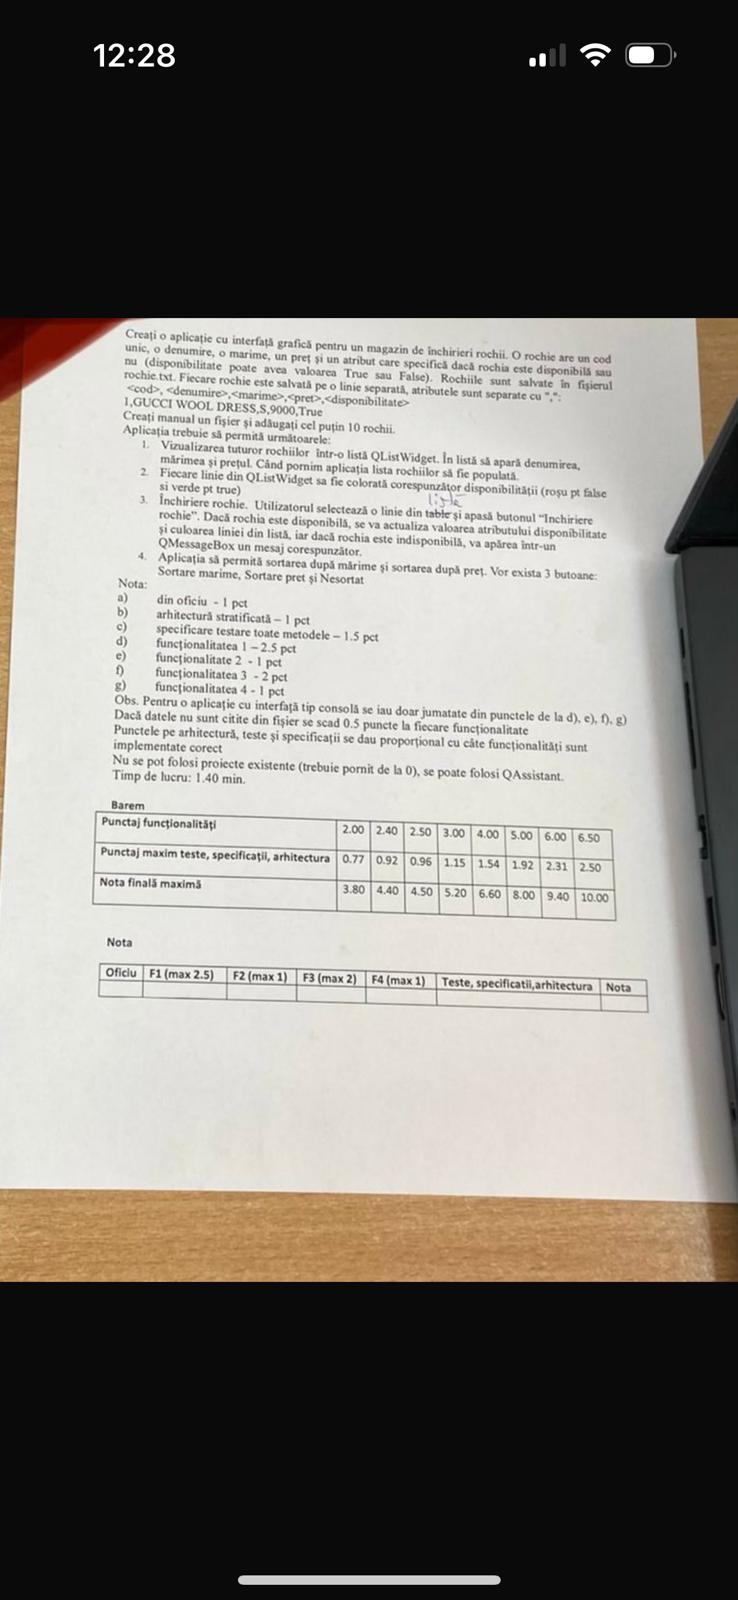 12:28
Creați o aplicație cu interfață grafică pentru un magazin de închirieri rochii. O rochie are un cod
unic, o denumire, o marime, un preț și un atribut care specifică dacă rochia este disponibilă sau
nu (disponibilitate poate avea valoarea True sau False). Rochiile sunt salvate în fișierul
rochie.txt. Fiecare rochie este salvată pe o linie separată, atributele sunt separate cu ",":
<cod>, <denumire>,<marime>,<pret>,<disponibilitate>
1,GUCCI WOOL DRESS,S,9000,True
Creați manual un fișier și adăugați cel puțin 10 rochii.
Aplicația trebuie să permită următoarele:
1. Vizualizarea tuturor rochiilor într-o listă QListWidget. În listă să apară denumirea,
mărimea și prețul. Când pornim aplicația lista rochiilor să fie populată.
2. Fiecare linie din QListWidget sa fie colorată corespunzător disponibilității (roșu pt false
si verde pt true)
listă
3. Închiriere rochie. Utilizatorul selectează o linie din table și apasă butonul "Inchiriere
rochie". Dacă rochia este disponibilă, se va actualiza valoarea atributului disponibilitate
și culoarea liniei din listă, iar dacă rochia este indisponibilă, va apărea într-un
QMessageBox un mesaj corespunzător.
4. Aplicația să permită sortarea după mărime și sortarea după preț. Vor exista 3 butoane:
Sortare marime, Sortare pret și Nesortat
Nota:
a) din oficiu - 1 pct
b) arhitectură stratificată – 1 pct
c) specificare testare toate metodele – 1.5 pct
d) funcționalitatea 1 – 2.5 pct
e) funcționalitate 2 - 1 pct
f) funcționalitatea 3 - 2 pct
g) funcționalitatea 4 - 1 pct
Obs. Pentru o aplicație cu interfață tip consolă se iau doar jumatate din punctele de la d), e), f), g)
Dacă datele nu sunt citite din fișier se scad 0.5 puncte la fiecare funcționalitate
Punctele pe arhitectură, teste și specificații se dau proporțional cu câte funcționalități sunt
implementate corect
Nu se pot folosi proiecte existente (trebuie pornit de la 0), se poate folosi QAssistant.
Timp de lucru: 1.40 min.
Barem
Punctaj funcționalități 2.00 2.40 2.50 3.00 4.00 5.00 6.00 6.50
Punctaj maxim teste, specificații, arhitectura 0.77 0.92 0.96 1.15 1.54 1.92 2.31 2.50
Nota finală maximă 3.80 4.40 4.50 5.20 6.60 8.00 9.40 10.00
Nota
Oficiu F1 (max 2.5) F2 (max 1) F3 (max 2) F4 (max 1) Teste, specificatii,arhitectura Nota